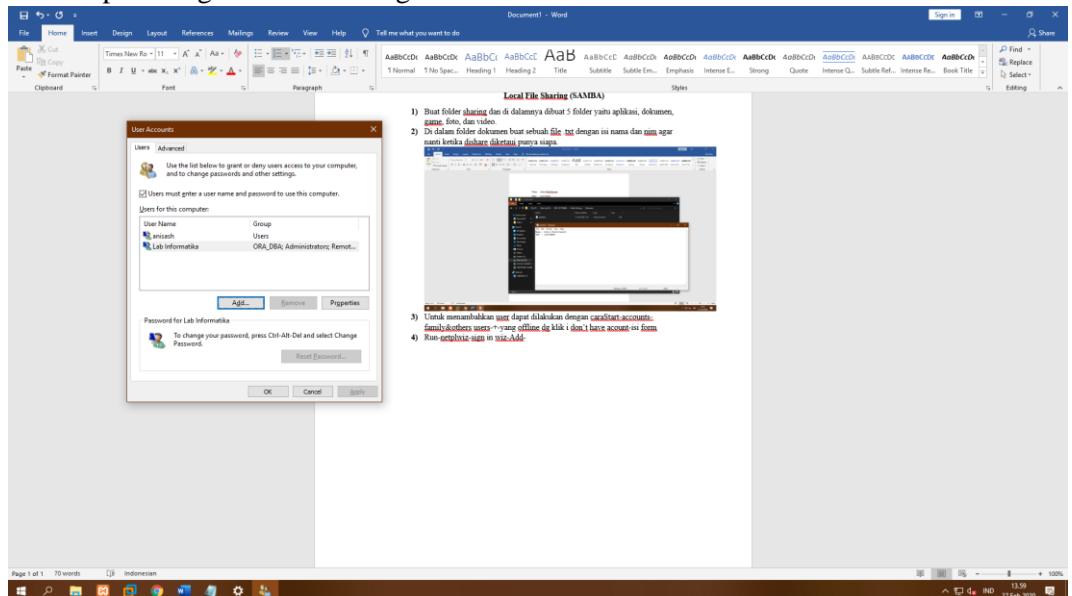 Document1 - Word
Sign in
File Home Insert Design Layout References Mailings Review View Help Tell me what you want to do
Share
Paste
Cut
Copy
Format Painter
Clipboard
Times New Ro 11
Font
Paragraph
AaBbCcDc AaBbCcDc AaBbCc AaBbCcC AaB AaBbCcC AaBbCcDc AaBbCcDc AaBbCcDc AaBbCcDc AaBbCcDc AaBbCcDc AaBbCcDc AaBbCcDc AaBbCcDc
¶ Normal ¶ No Spac... Heading 1 Heading 2 Title Subtitle Subtle Em... Emphasis Intense E... Strong Quote Intense Q... Subtle Ref... Intense Re... Book Title
Styles
Find
Replace
Select
Editing
Local File Sharing (SAMBA)
1) Buat folder sharing dan di dalamnya dibuat 5 folder yaitu aplikasi, dokumen,
game, foto, dan video.
2) Di dalam folder dokumen buat sebuah file .txt dengan isi nama dan nim agar
nanti ketika dishare diketaui punya siapa.
3) Untuk menambahkan user dapat dilakukan dengan caraStart-accounts-
family&others users-+-yang offline dg klik i don't have acount-isi form
4) Run-netplwiz-sign in wiz-Add-
User Accounts
Users Advanced
Use the list below to grant or deny users access to your computer,
and to change passwords and other settings.
Users must enter a user name and password to use this computer.
Users for this computer:
User Name Group
anisash Users
Lab Informatika ORA_DBA; Administrators; Remot...
Add... Remove Properties
Password for Lab Informatika
To change your password, press Ctrl-Alt-Del and select Change
Password.
Reset Password...
OK Cancel Apply
Page 1 of 1 70 words Indonesian
100%
IND
13.59